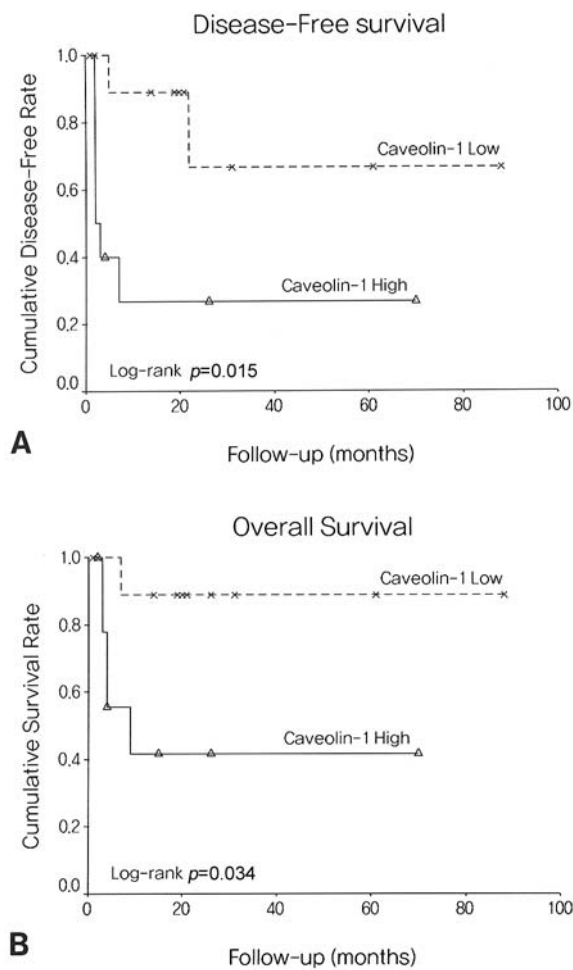 Disease-Free survival
Cumulative Disease-Free Rate
1.0
0.8
0.6
0.4
0.2
0.0
Caveolin-1 Low
Caveolin-1 High
Log-rank p=0.015
0 20 40 60 80 100
A
Follow-up (months)
Overall Survival
Cumulative Survival Rate
1.0
0.8
0.6
0.4
0.2
0.0
Caveolin-1 Low
Caveolin-1 High
Log-rank p=0.034
0 20 40 60 80 100
B
Follow-up (months)